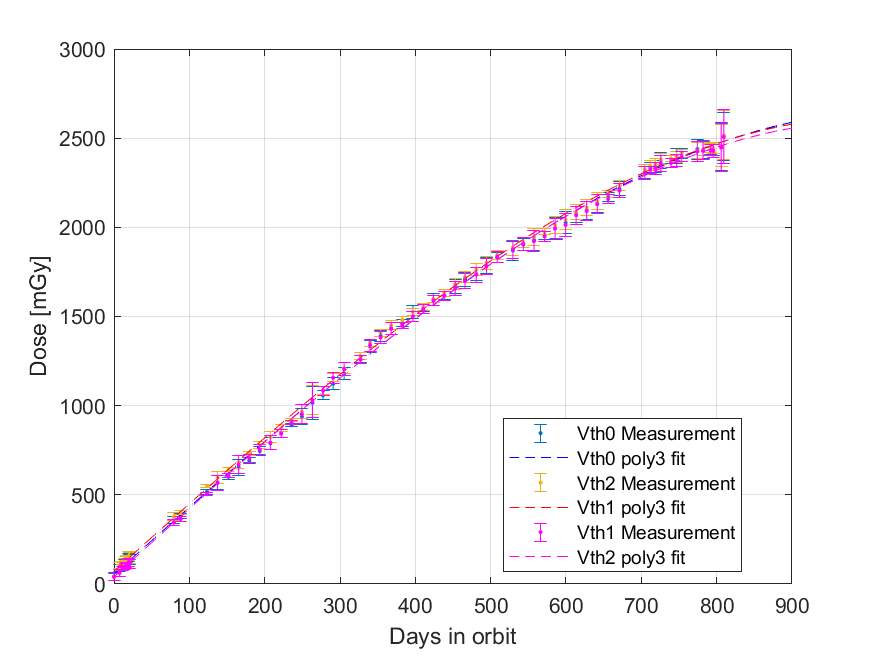 3000
2500
2000
1500
1000
500
0
Dose [mGy]
0 100 200 300 400 500 600 700 800 900
Days in orbit
Vth0 Measurement
Vth0 poly3 fit
Vth2 Measurement
Vth1 poly3 fit
Vth1 Measurement
Vth2 poly3 fit